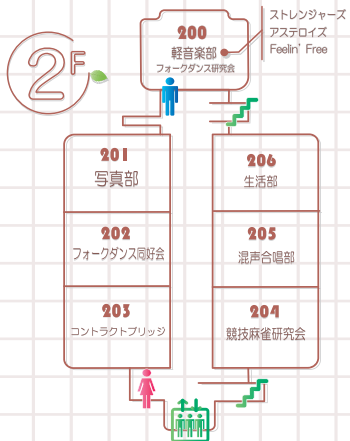 2F
200
軽音楽部
フォークダンス研究会
ストレンジャーズ
アステロイズ
Feelin' Free
201
写真部
202
フォークダンス同好会
203
コントラクトブリッジ
206
生活部
205
混声合唱部
204
競技麻雀研究会